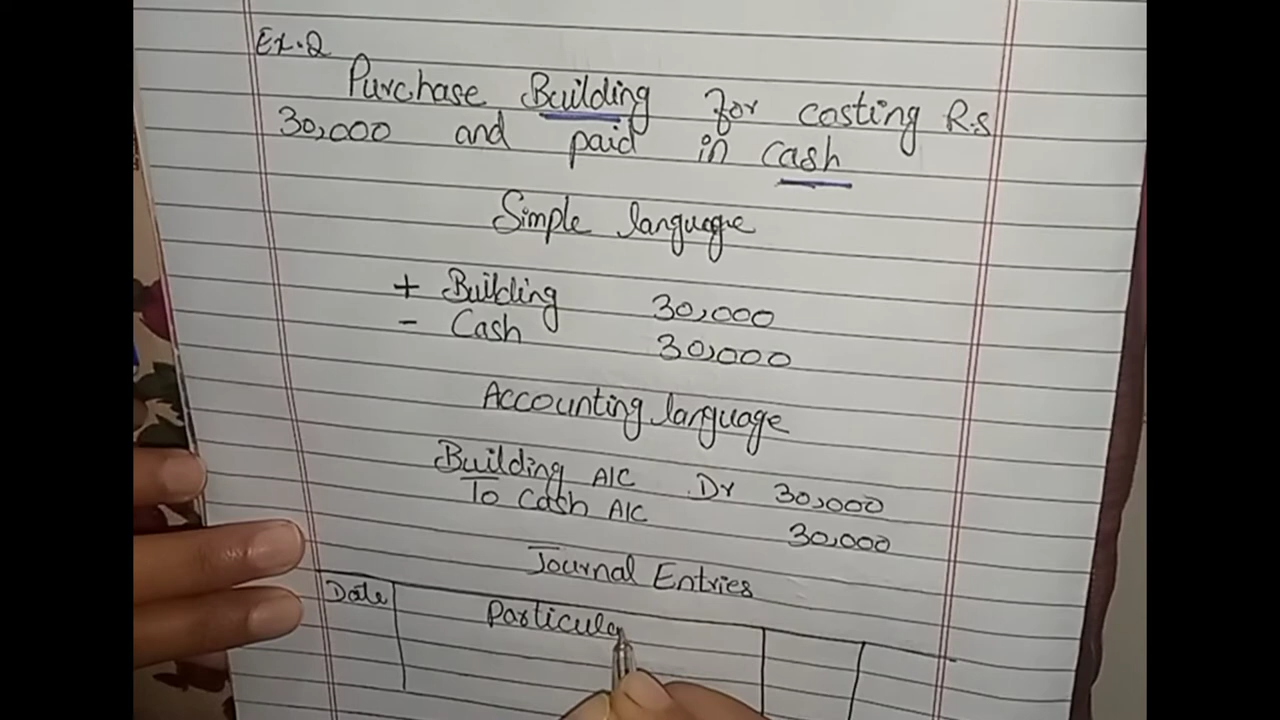 Ex.2
Purchase Building for costing R.s
30,000 and paid in cash
Simple language
+ Building 30,000
- Cash 30,000
Accounting language
Building A/C Dr 30,000
To Cash A/C 30,000
Journal Entries
Date Particula